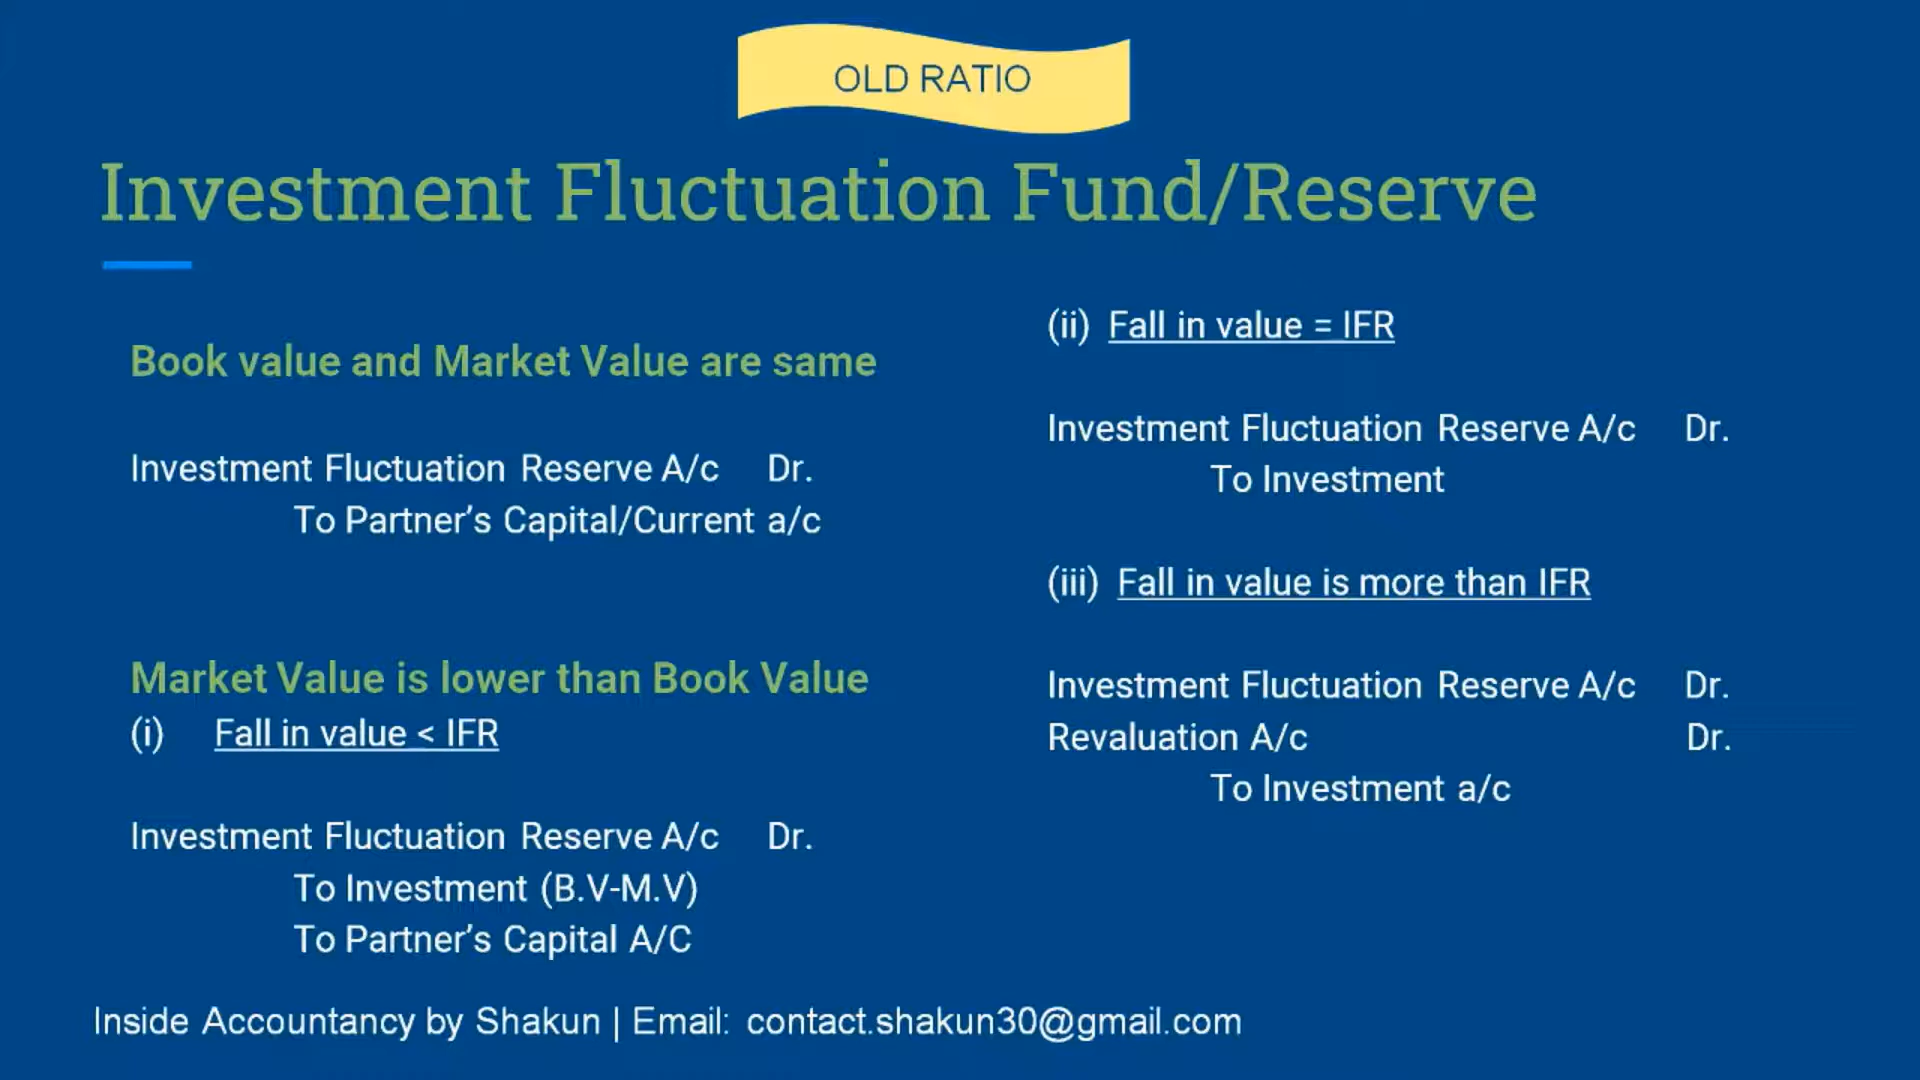 OLD RATIO
Investment Fluctuation Fund/Reserve
Book value and Market Value are same
Investment Fluctuation Reserve A/c Dr.
To Partner’s Capital/Current a/c
Market Value is lower than Book Value
(i) Fall in value < IFR
Investment Fluctuation Reserve A/c Dr.
To Investment (B.V-M.V)
To Partner’s Capital A/C
(ii) Fall in value = IFR
Investment Fluctuation Reserve A/c Dr.
To Investment
(iii) Fall in value is more than IFR
Investment Fluctuation Reserve A/c Dr.
Revaluation A/c Dr.
To Investment a/c
Inside Accountancy by Shakun | Email: contact.shakun30@gmail.com